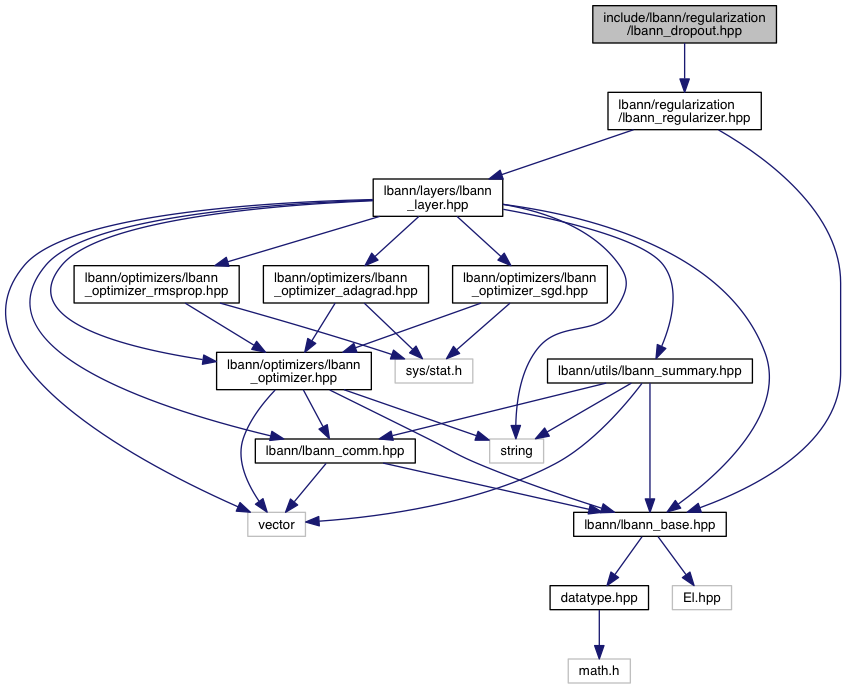 include/lbann/regularization
/lbann_dropout.hpp
lbann/regularization
/lbann_regularizer.hpp
lbann/layers/lbann
_layer.hpp
lbann/optimizers/lbann
_optimizer_rmsprop.hpp
lbann/optimizers/lbann
_optimizer_adagrad.hpp
lbann/optimizers/lbann
_optimizer_sgd.hpp
lbann/optimizers/lbann
_optimizer.hpp
sys/stat.h
lbann/utils/lbann_summary.hpp
lbann/lbann_comm.hpp
string
vector
lbann/lbann_base.hpp
datatype.hpp
El.hpp
math.h